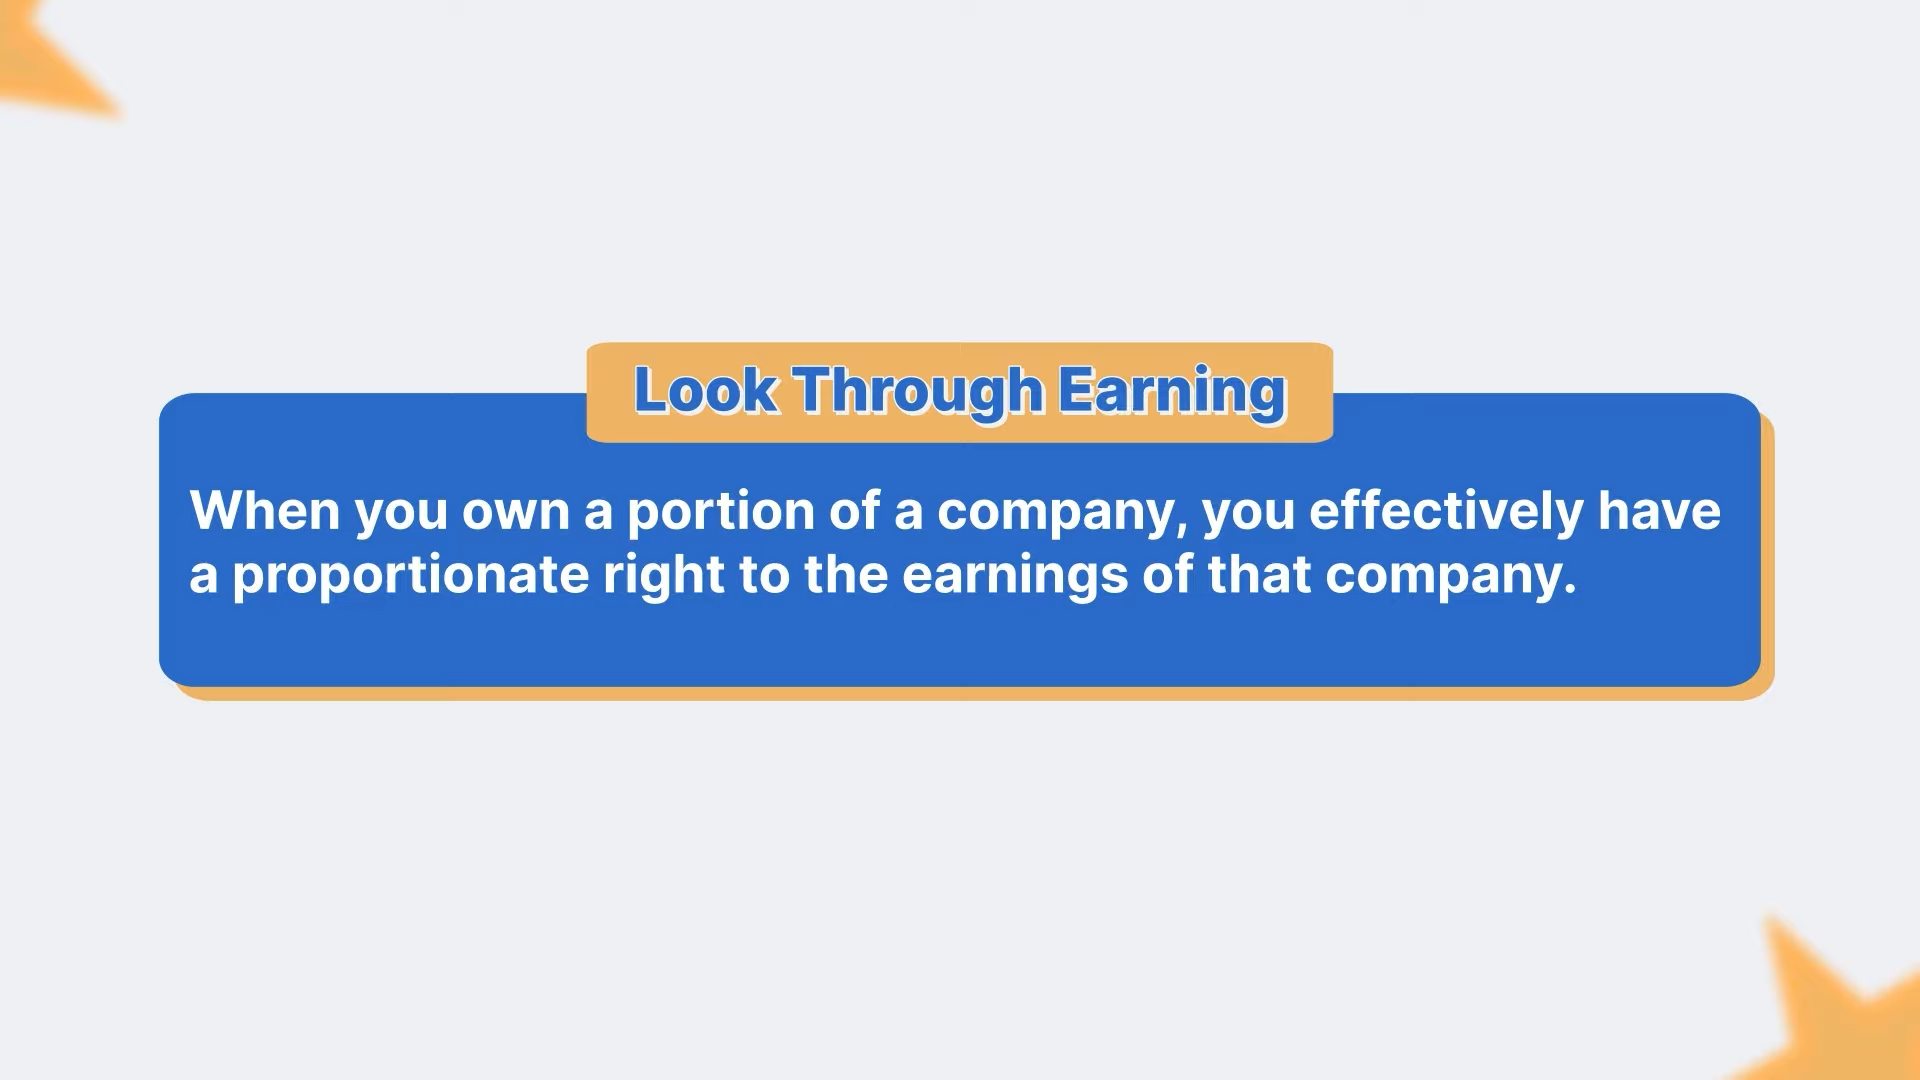 Look Through Earning
When you own a portion of a company, you effectively have
a proportionate right to the earnings of that company.